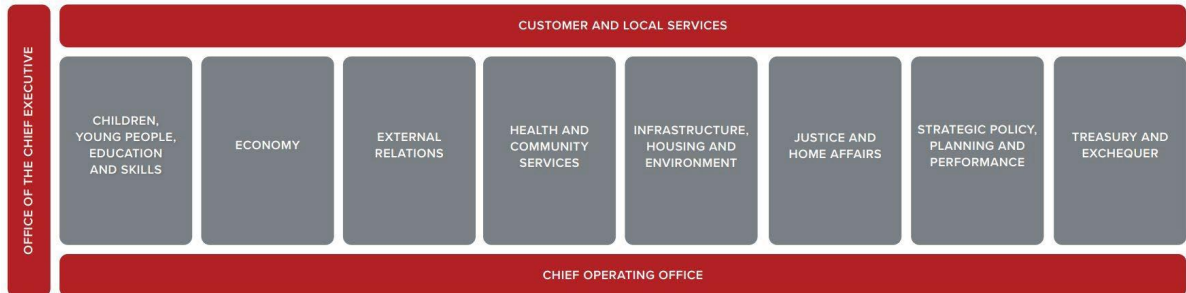 OFFICE OF THE CHIEF EXECUTIVE
CUSTOMER AND LOCAL SERVICES
CHILDREN,
YOUNG PEOPLE,
EDUCATION
AND SKILLS
ECONOMY
EXTERNAL
RELATIONS
HEALTH AND
COMMUNITY
SERVICES
INFRASTRUCTURE,
HOUSING AND
ENVIRONMENT
JUSTICE AND
HOME AFFAIRS
STRATEGIC POLICY,
PLANNING AND
PERFORMANCE
TREASURY AND
EXCHEQUER
CHIEF OPERATING OFFICE